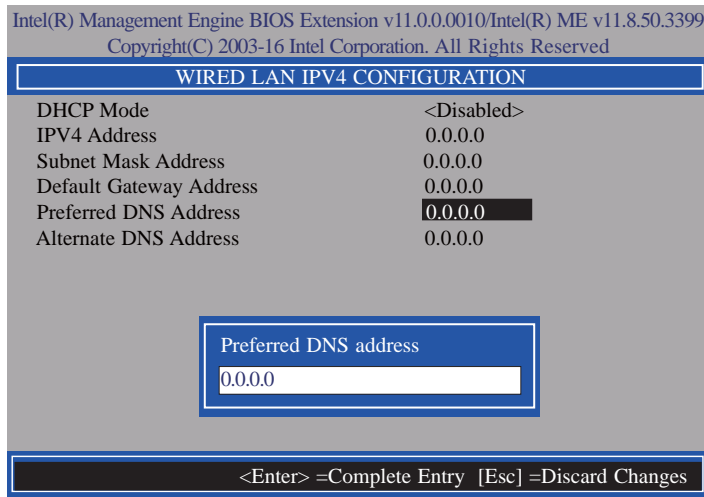 Intel(R) Management Engine BIOS Extension v11.0.0.0010/Intel(R) ME v11.8.50.3399
Copyright(C) 2003-16 Intel Corporation. All Rights Reserved
WIRED LAN IPV4 CONFIGURATION
DHCP Mode <Disabled>
IPV4 Address 0.0.0.0
Subnet Mask Address 0.0.0.0
Default Gateway Address 0.0.0.0
Preferred DNS Address 0.0.0.0
Alternate DNS Address 0.0.0.0
Preferred DNS address
0.0.0.0
<Enter> =Complete Entry [Esc] =Discard Changes